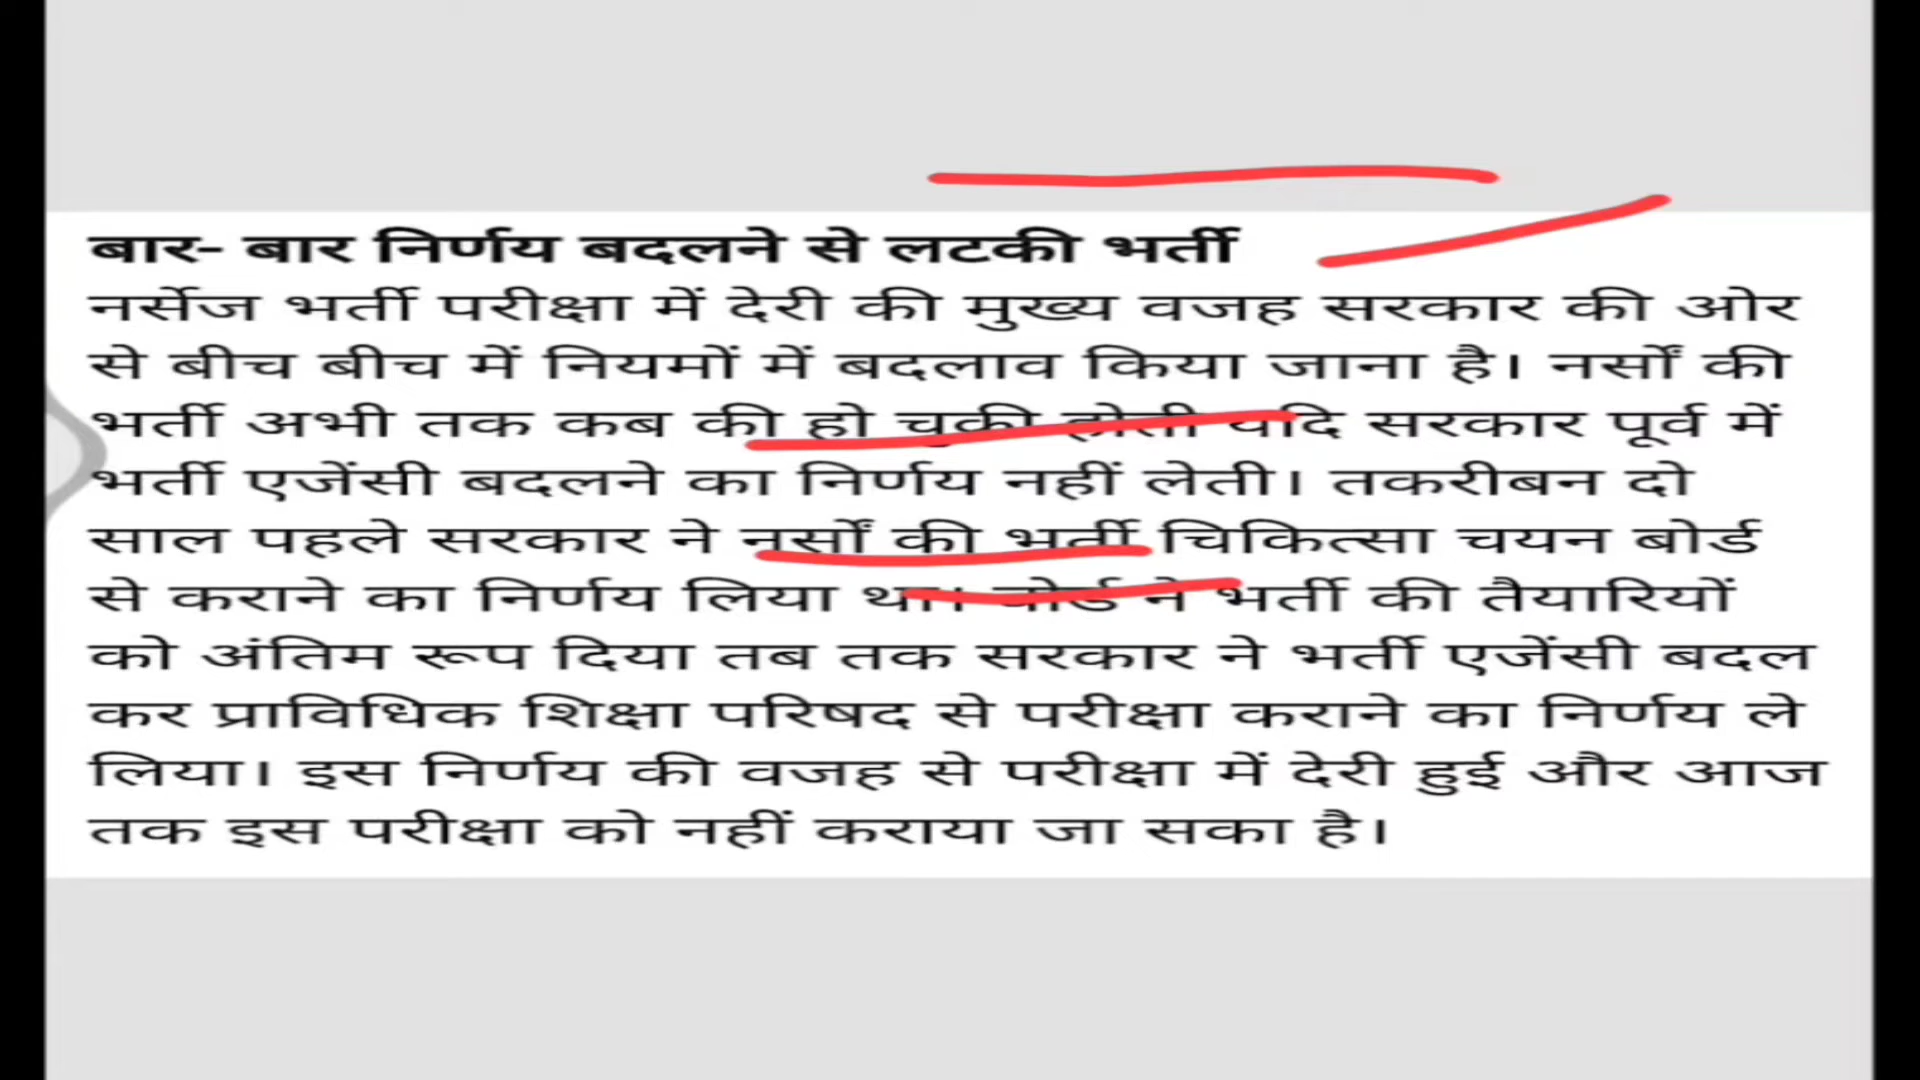 बार- बार निर्णय बदलने से लटकी भर्ती
नर्सेज भर्ती परीक्षा में देरी की मुख्य वजह सरकार की ओर
से बीच बीच में नियमों में बदलाव किया जाना है। नर्सों की
भर्ती अभी तक कब की हो चुकी होती यदि सरकार पूर्व में
भर्ती एजेंसी बदलने का निर्णय नहीं लेती। तकरीबन दो
साल पहले सरकार ने नर्सों की भर्ती चिकित्सा चयन बोर्ड
से कराने का निर्णय लिया था। बोर्ड ने भर्ती की तैयारियों
को अंतिम रूप दिया तब तक सरकार ने भर्ती एजेंसी बदल
कर प्राविधिक शिक्षा परिषद से परीक्षा कराने का निर्णय ले
लिया। इस निर्णय की वजह से परीक्षा में देरी हुई और आज
तक इस परीक्षा को नहीं कराया जा सका है।